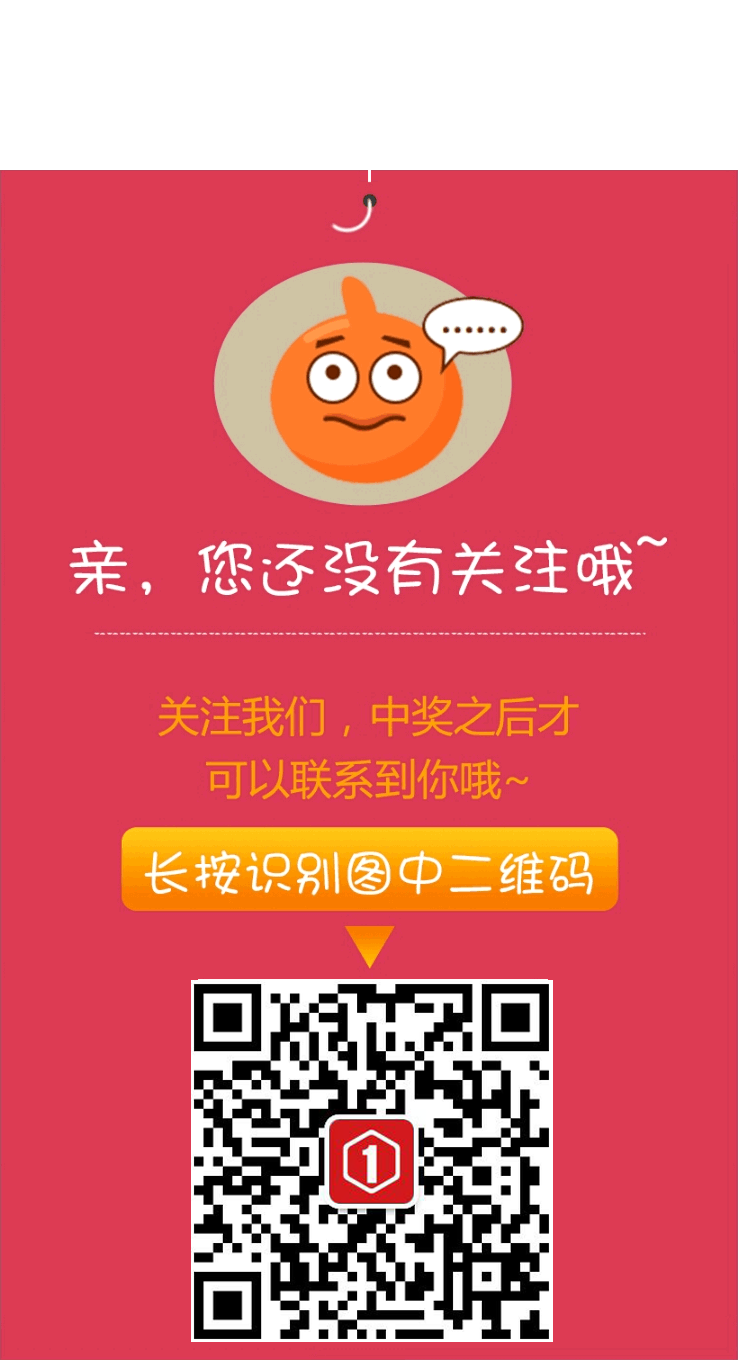 ......
亲，您还没有关注哦~
关注我们，中奖之后才
可以联系到你哦~
长按识别图中二维码
1